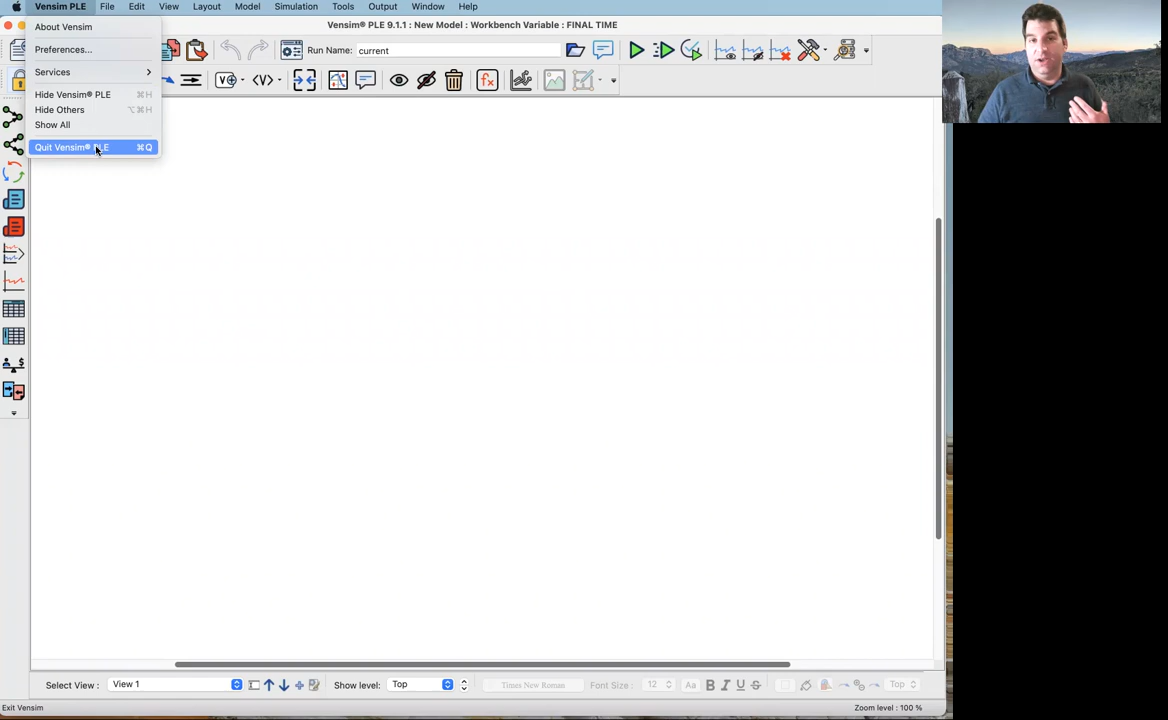 Vensim PLE File Edit View Layout Model Simulation Tools Output Window Help
Vensim® PLE 9.1.1 : New Model : Workbench Variable : FINAL TIME
About Vensim
Preferences...
Services
Hide Vensim® PLE ⌘H
Hide Others ⌥⌘H
Show All
Quit Vensim® PLE ⌘Q
Run Name: current
V <V>
fx
Select View : View 1 Show level: Top Times New Roman Font Size : 12 Aa B I U S Top
Exit Vensim Zoom level : 100 %